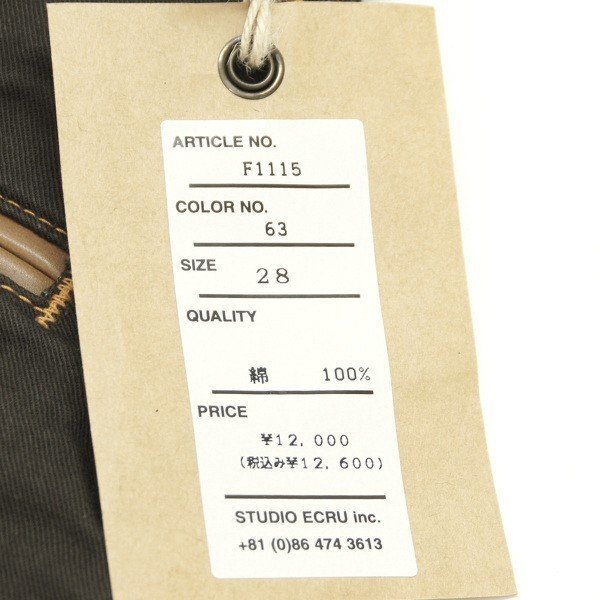 ARTICLE NO.
F1115
COLOR NO.
63
SIZE
28
QUALITY
綿 100%
PRICE
¥12,000
(税込み¥12,600)
STUDIO ECRU inc.
+81 (0)86 474 3613